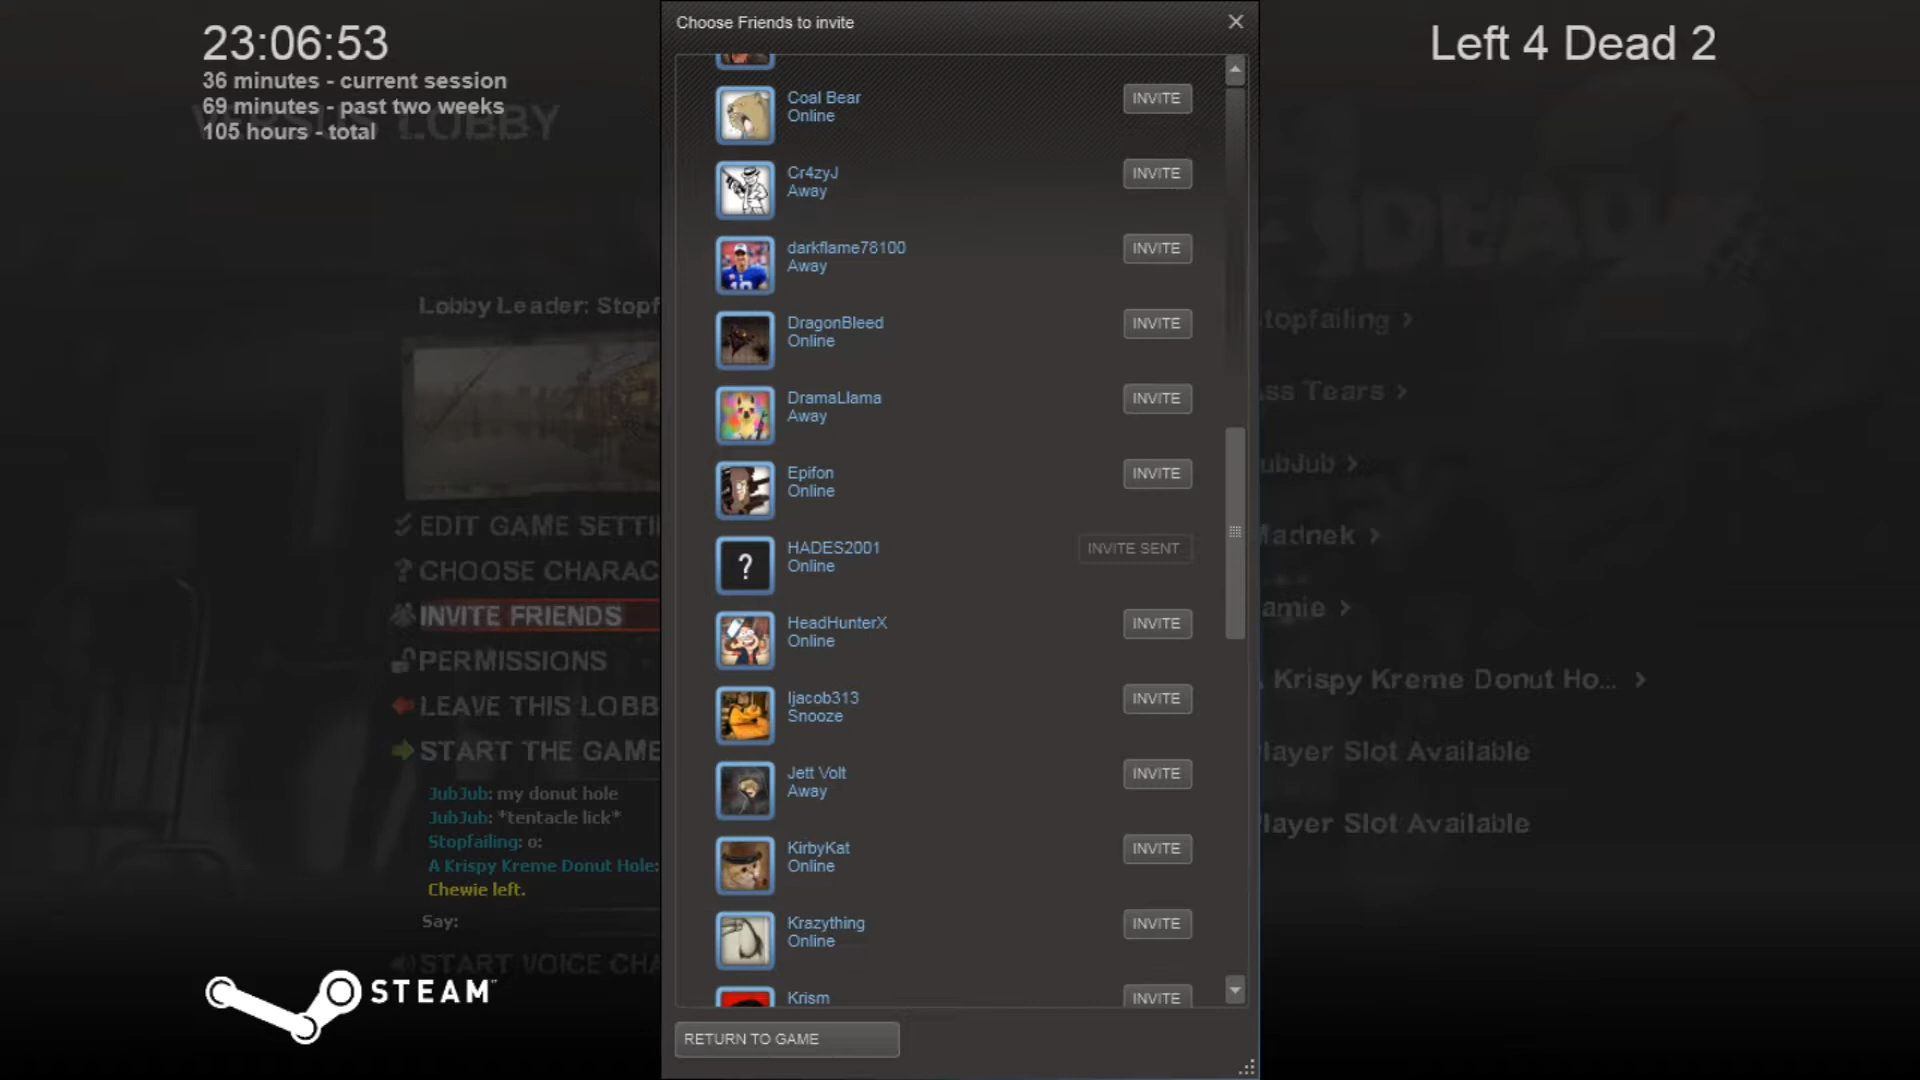 23:06:53
36 minutes - current session
69 minutes - past two weeks
105 hours - total
LOBBY
Left 4 Dead 2
Choose Friends to invite
Coal Bear
Online
INVITE
Cr4zyJ
Away
INVITE
darkflame78100
Away
INVITE
DragonBleed
Online
INVITE
DramaLlama
Away
INVITE
Epifon
Online
INVITE
HADES2001
Online
INVITE SENT
HeadHunterX
Online
INVITE
Ijacob313
Snooze
INVITE
Jett Volt
Away
INVITE
KirbyKat
Online
INVITE
Krazything
Online
INVITE
Krism
INVITE
RETURN TO GAME
Lobby Leader: Stopf
EDIT GAME SETTI
CHOOSE CHARAC
INVITE FRIENDS
PERMISSIONS
LEAVE THIS LOBB
START THE GAME
JubJub: my donut hole
JubJub: *tentacle lick*
Stopfailing: o:
A Krispy Kreme Donut Hole:
Chewie left.
Say:
START VOICE CHA
STEAM™
topfailing >
ss Tears >
ubJub >
adnek >
amie >
Krispy Kreme Donut Ho... >
layer Slot Available
layer Slot Available